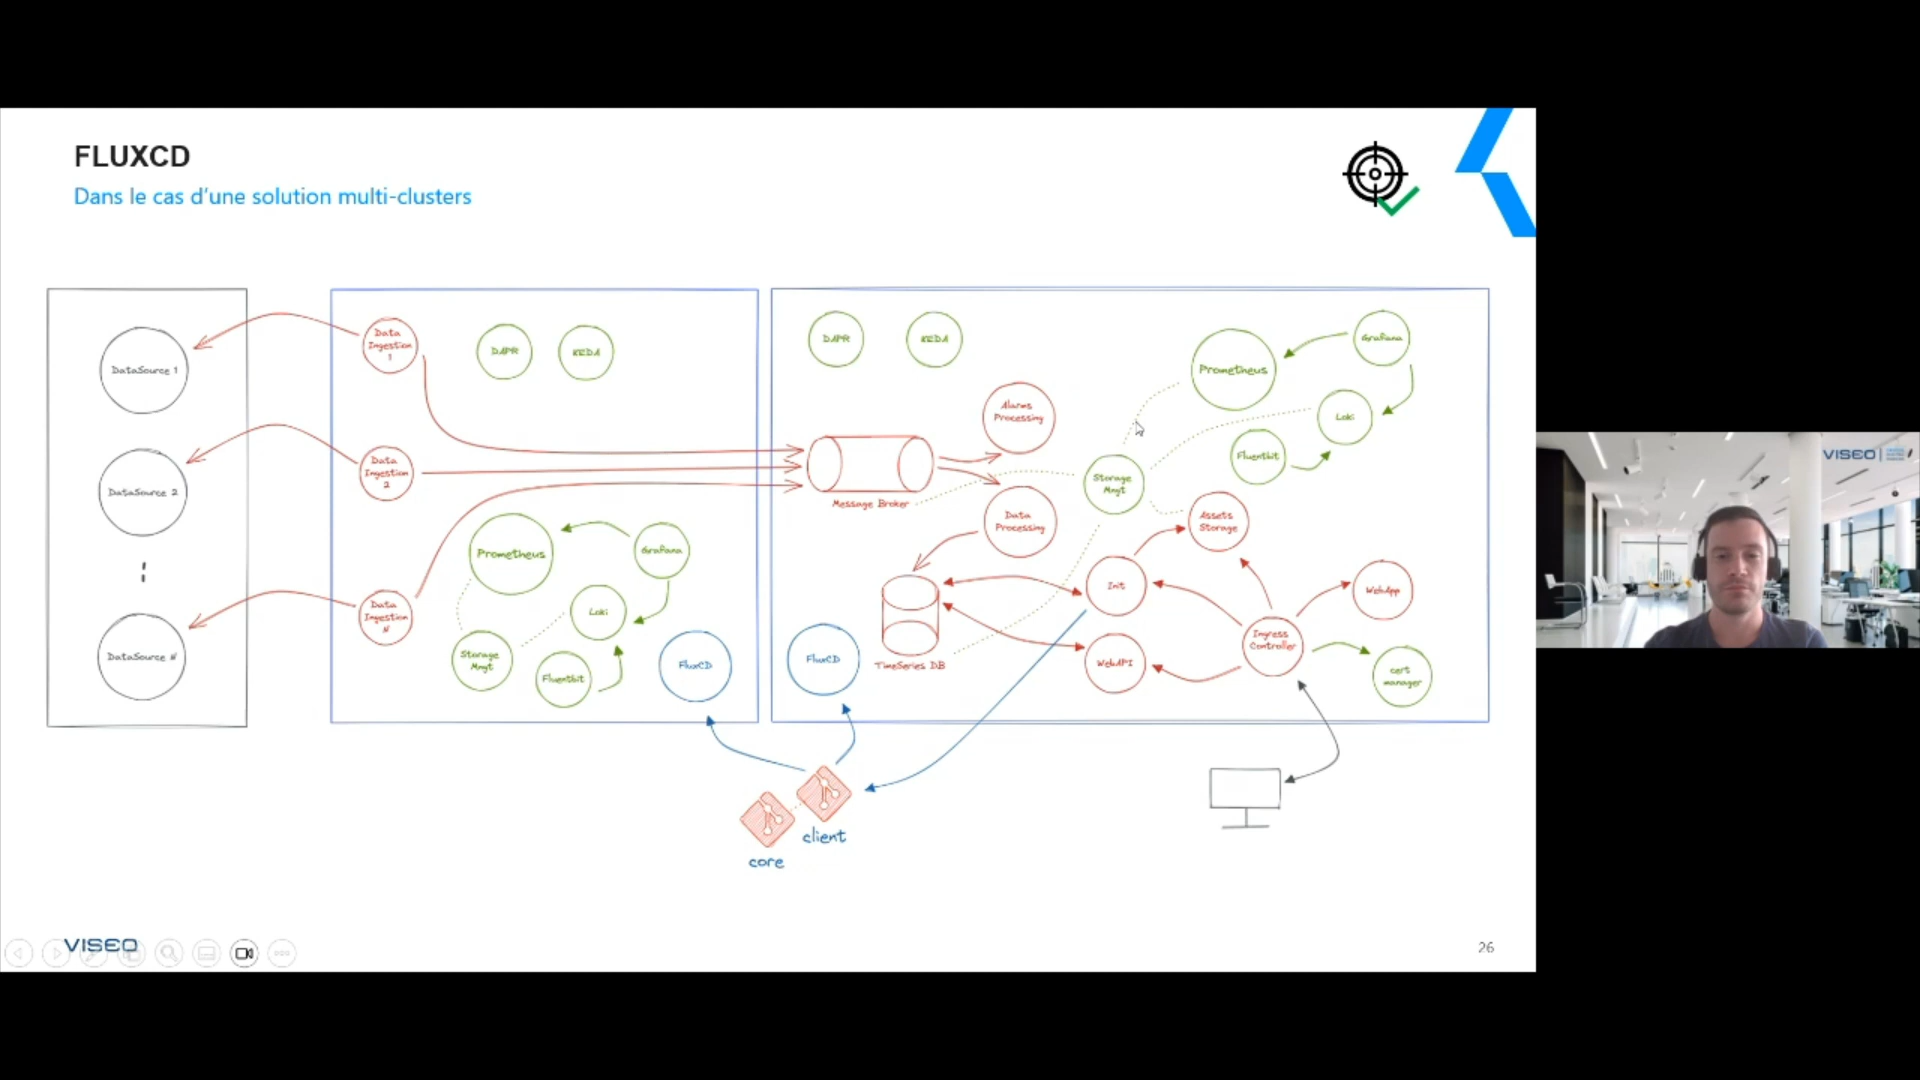 FLUXCD
Dans le cas d'une solution multi-clusters
DataSource 1
DataSource 2
DataSource N
Data
Ingestion
1
Data
Ingestion
2
Data
Ingestion
N
DAPR
KEDA
Prometheus
Grafana
Loki
Storage
Mngt
Fluentbit
FluxCD
DAPR
KEDA
Message Broker
Alarms
Processing
Data
Processing
TimeSeries DB
FluxCD
Storage
Mngt
Prometheus
Grafana
Loki
Fluentbit
Assets
Storage
Init
WebAPI
Ingress
Controller
WebApp
cert
manager
core
client
VISEO
26
VISEO